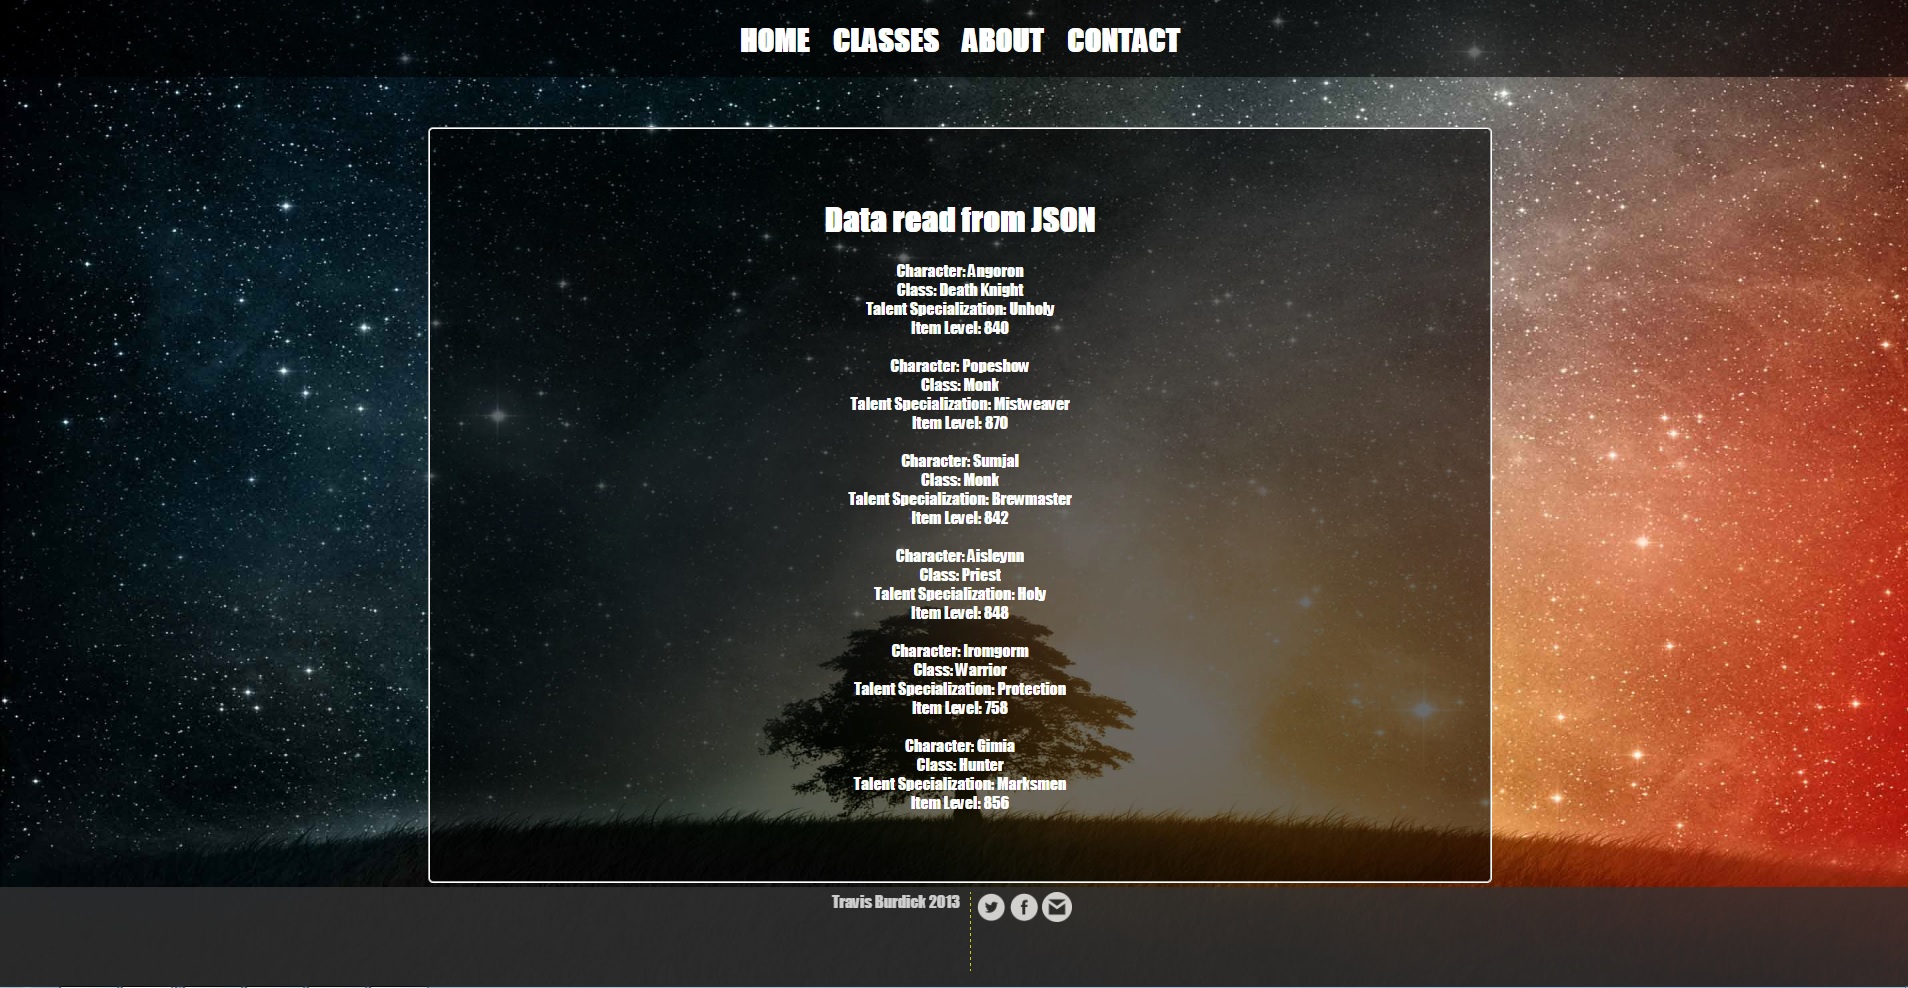 HOME CLASSES ABOUT CONTACT
Data read from JSON
Character: Angoron
Class: Death Knight
Talent Specialization: Unholy
Item Level: 840
Character: Popeshow
Class: Monk
Talent Specialization: Mistweaver
Item Level: 870
Character: Sumjal
Class: Monk
Talent Specialization: Brewmaster
Item Level: 842
Character: Aisleynn
Class: Priest
Talent Specialization: Holy
Item Level: 848
Character: Iromgorm
Class: Warrior
Talent Specialization: Protection
Item Level: 758
Character: Gimia
Class: Hunter
Talent Specialization: Marksmen
Item Level: 856
Travis Burdick 2013